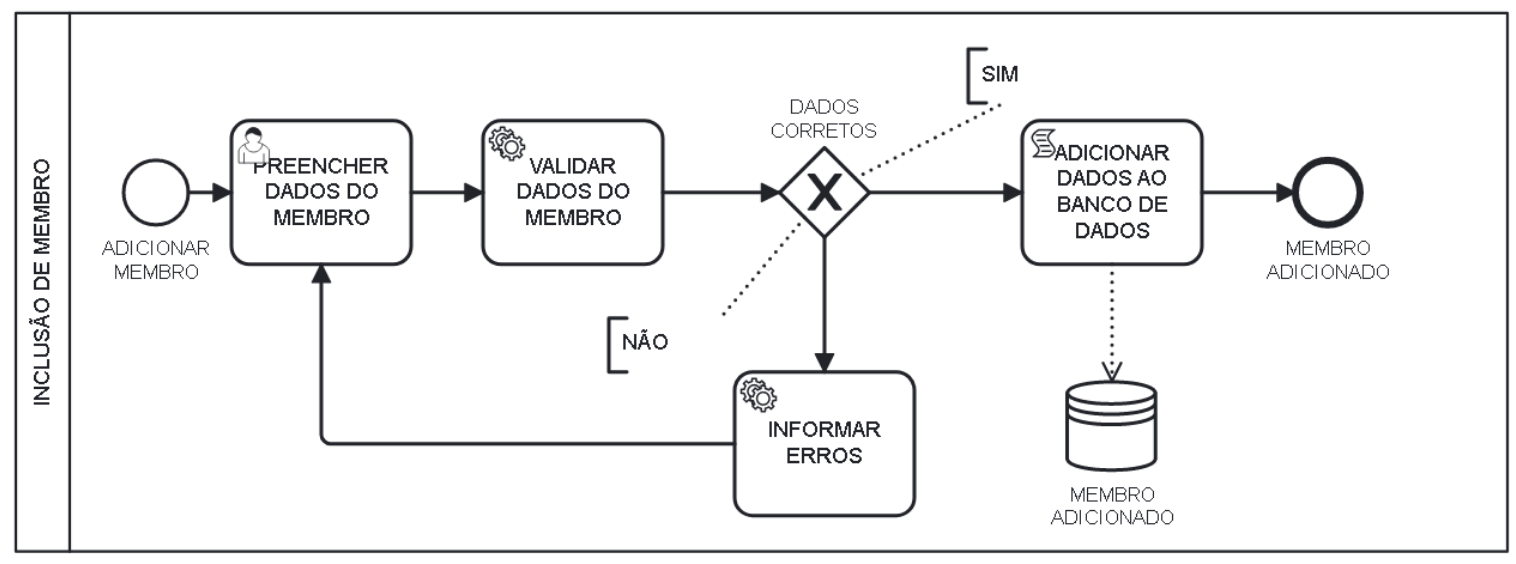 INCLUSÃO DE MEMBRO
ADICIONAR
MEMBRO
PREENCHER
DADOS DO
MEMBRO
VALIDAR
DADOS DO
MEMBRO
DADOS
CORRETOS
SIM
NÃO
INFORMAR
ERROS
ADICIONAR
DADOS AO
BANCO DE
DADOS
MEMBRO
ADICIONADO
MEMBRO
ADICIONADO